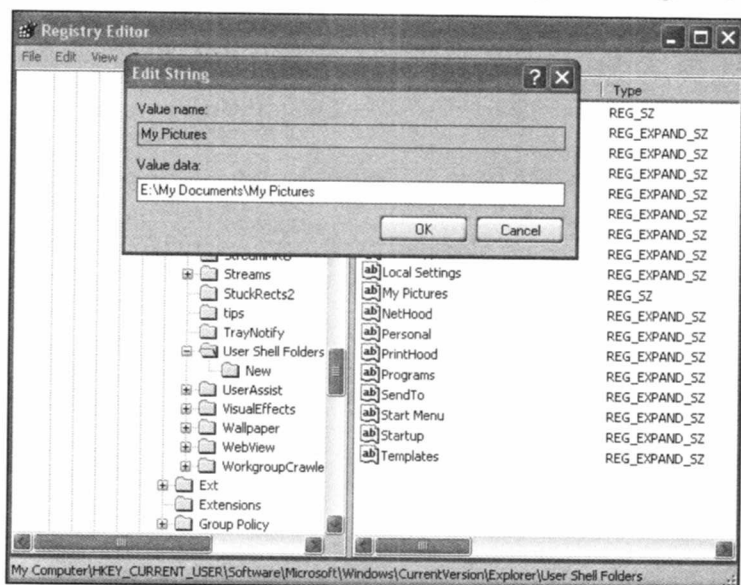 Registry Editor
File Edit View
Edit String
Value name:
My Pictures
Value data:
E:\My Documents\My Pictures
OK Cancel
Type
REG_SZ
REG_EXPAND_SZ
REG_EXPAND_SZ
REG_EXPAND_SZ
REG_EXPAND_SZ
REG_EXPAND_SZ
REG_EXPAND_SZ
REG_EXPAND_SZ
Streams
StuckRects2
tips
TrayNotify
User Shell Folders
New
UserAssist
VisualEffects
Wallpaper
WebView
WorkgroupCrawle
Ext
Extensions
Group Policy
Local Settings REG_EXPAND_SZ
My Pictures REG_SZ
NetHood REG_EXPAND_SZ
Personal REG_EXPAND_SZ
PrintHood REG_EXPAND_SZ
Programs REG_EXPAND_SZ
SendTo REG_EXPAND_SZ
Start Menu REG_EXPAND_SZ
Startup REG_EXPAND_SZ
Templates REG_EXPAND_SZ
My Computer\HKEY_CURRENT_USER\Software\Microsoft\Windows\CurrentVersion\Explorer\User Shell Folders